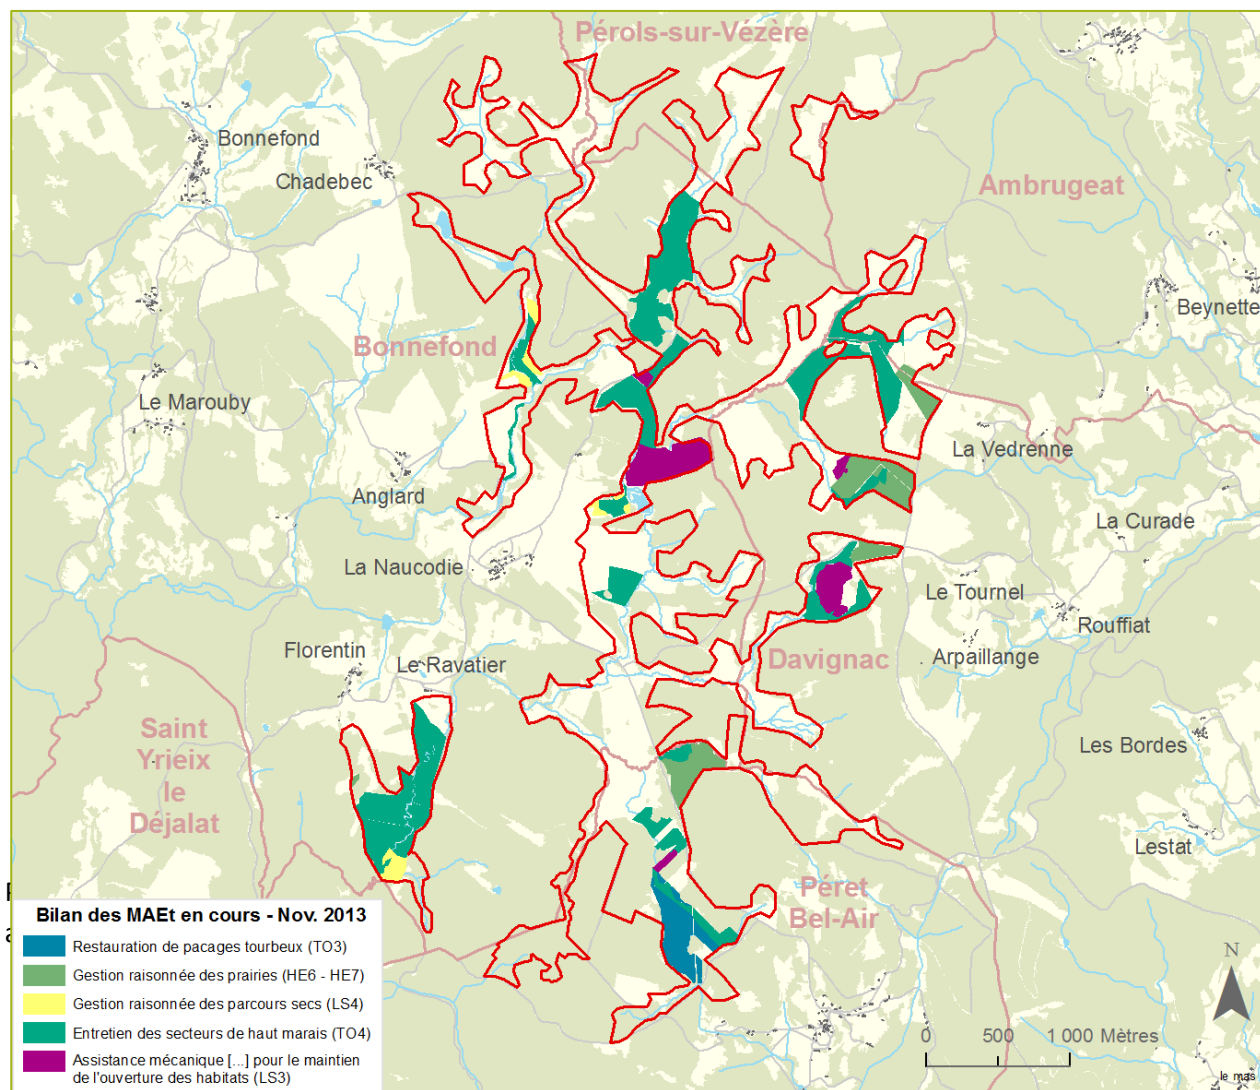 Pérols-sur-Vézère
Bonnefond
Chadebec
Ambrugeat
Beynette
Bonnefond
Le Marouby
La Vedrenne
Anglard
La Curade
La Naucodie
Le Tournel
Rouffiat
Florentin
Le Ravatier
Davignac
Arpaillange
Saint
Yrieix
le
Déjalat
Les Bordes
Lestat
Péret
Bel-Air
Bilan des MAEt en cours - Nov. 2013
Restauration de pacages tourbeux (TO3)
Gestion raisonnée des prairies (HE6 - HE7)
Gestion raisonnée des parcours secs (LS4)
Entretien des secteurs de haut marais (TO4)
Assistance mécanique [...] pour le maintien
de l'ouverture des habitats (LS3)
N
0 500 1 000 Mètres
le mas